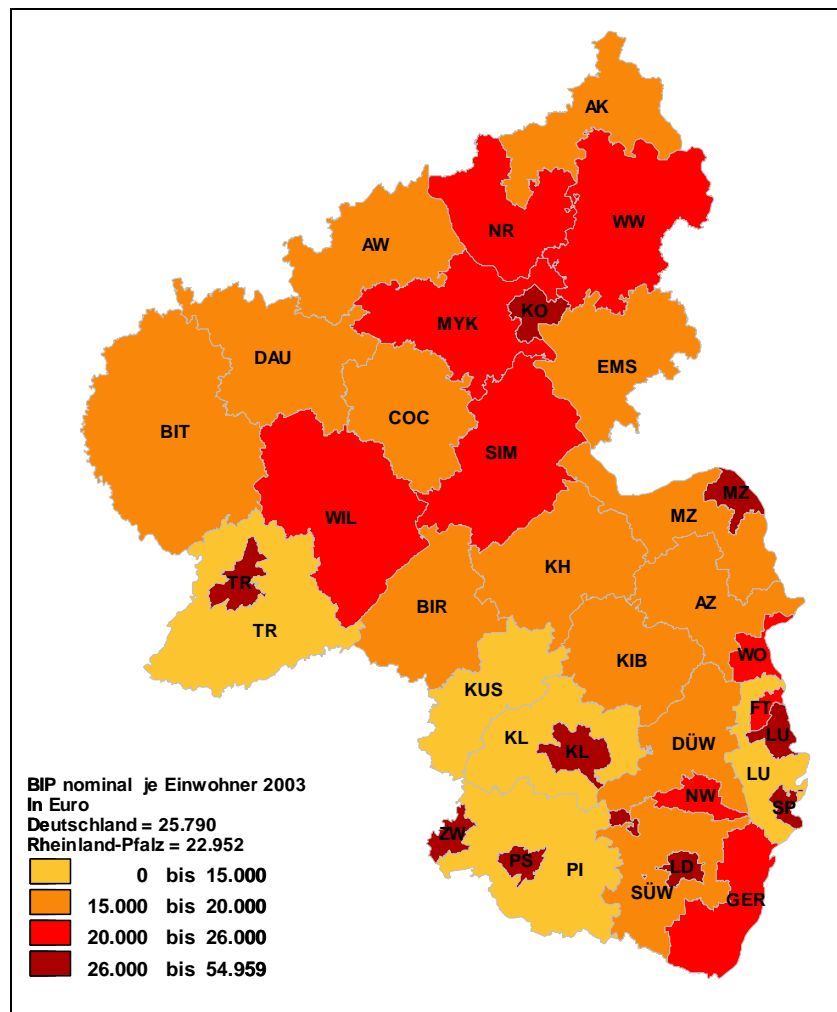 AK
NR
WW
AW
KO
MYK
DAU
EMS
COC
BIT
SIM
MZ
MZ
WIL
KH
TR
AZ
BIR
TR
WO
KIB
KUS
FT
KL
KL
DÜW
LU
LU
NW
SP
ZW
PS
PI
LD
SÜW
GER
BIP nominal je Einwohner 2003
In Euro
Deutschland = 25.790
Rheinland-Pfalz = 22.952
0 bis 15.000
15.000 bis 20.000
20.000 bis 26.000
26.000 bis 54.959